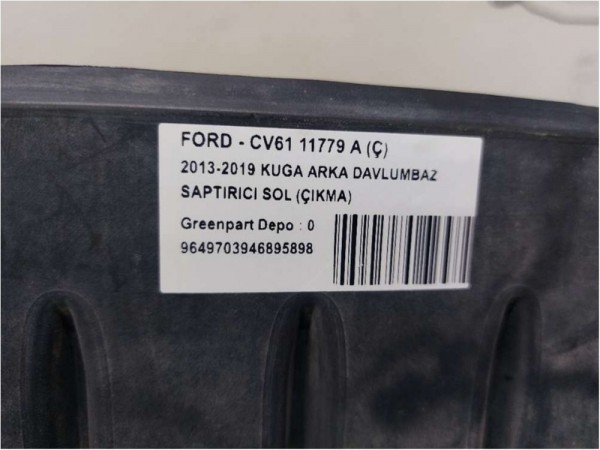 FORD - CV61 11779 A (Ç)
2013-2019 KUGA ARKA DAVLUMBAZ
SAPTIRICI SOL (ÇIKMA)
Greenpart Depo : 0
9649703946895898